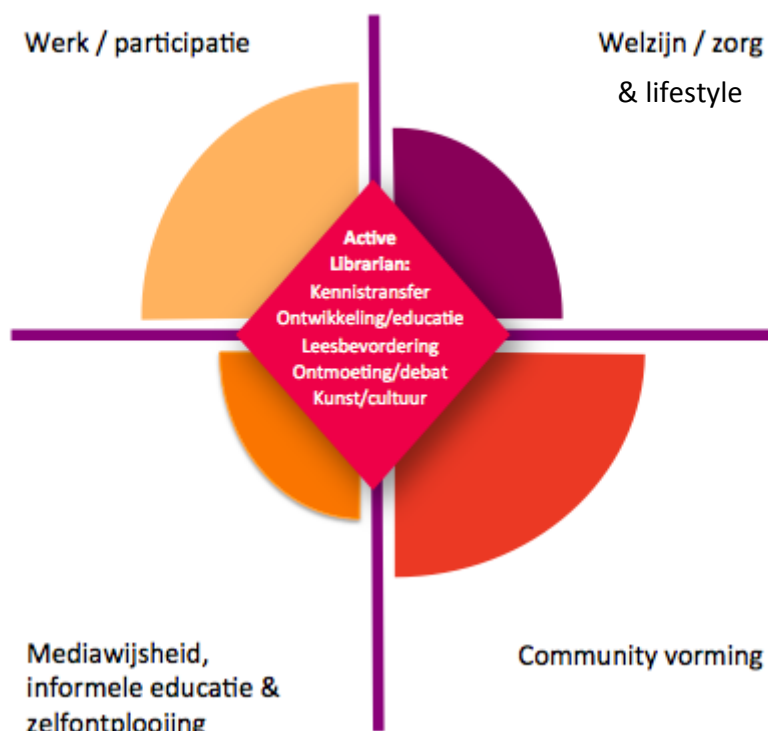 Werk / participatie
Welzijn / zorg
& lifestyle
Active
Librarian:
Kennistransfer
Ontwikkeling/educatie
Leesbevordering
Ontmoeting/debat
Kunst/cultuur
Mediawijsheid,
informele educatie &
zelfontplooiing
Community vorming